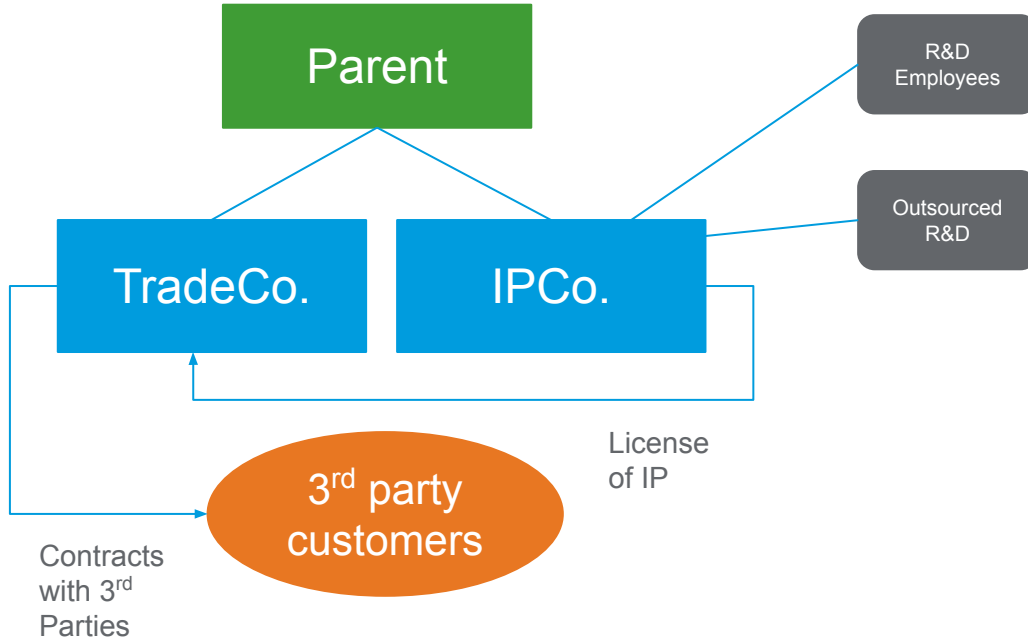 Parent
R&D
Employees
Outsourced
R&D
TradeCo.
IPCo.
License
of IP
3rd party
customers
Contracts
with 3rd
Parties